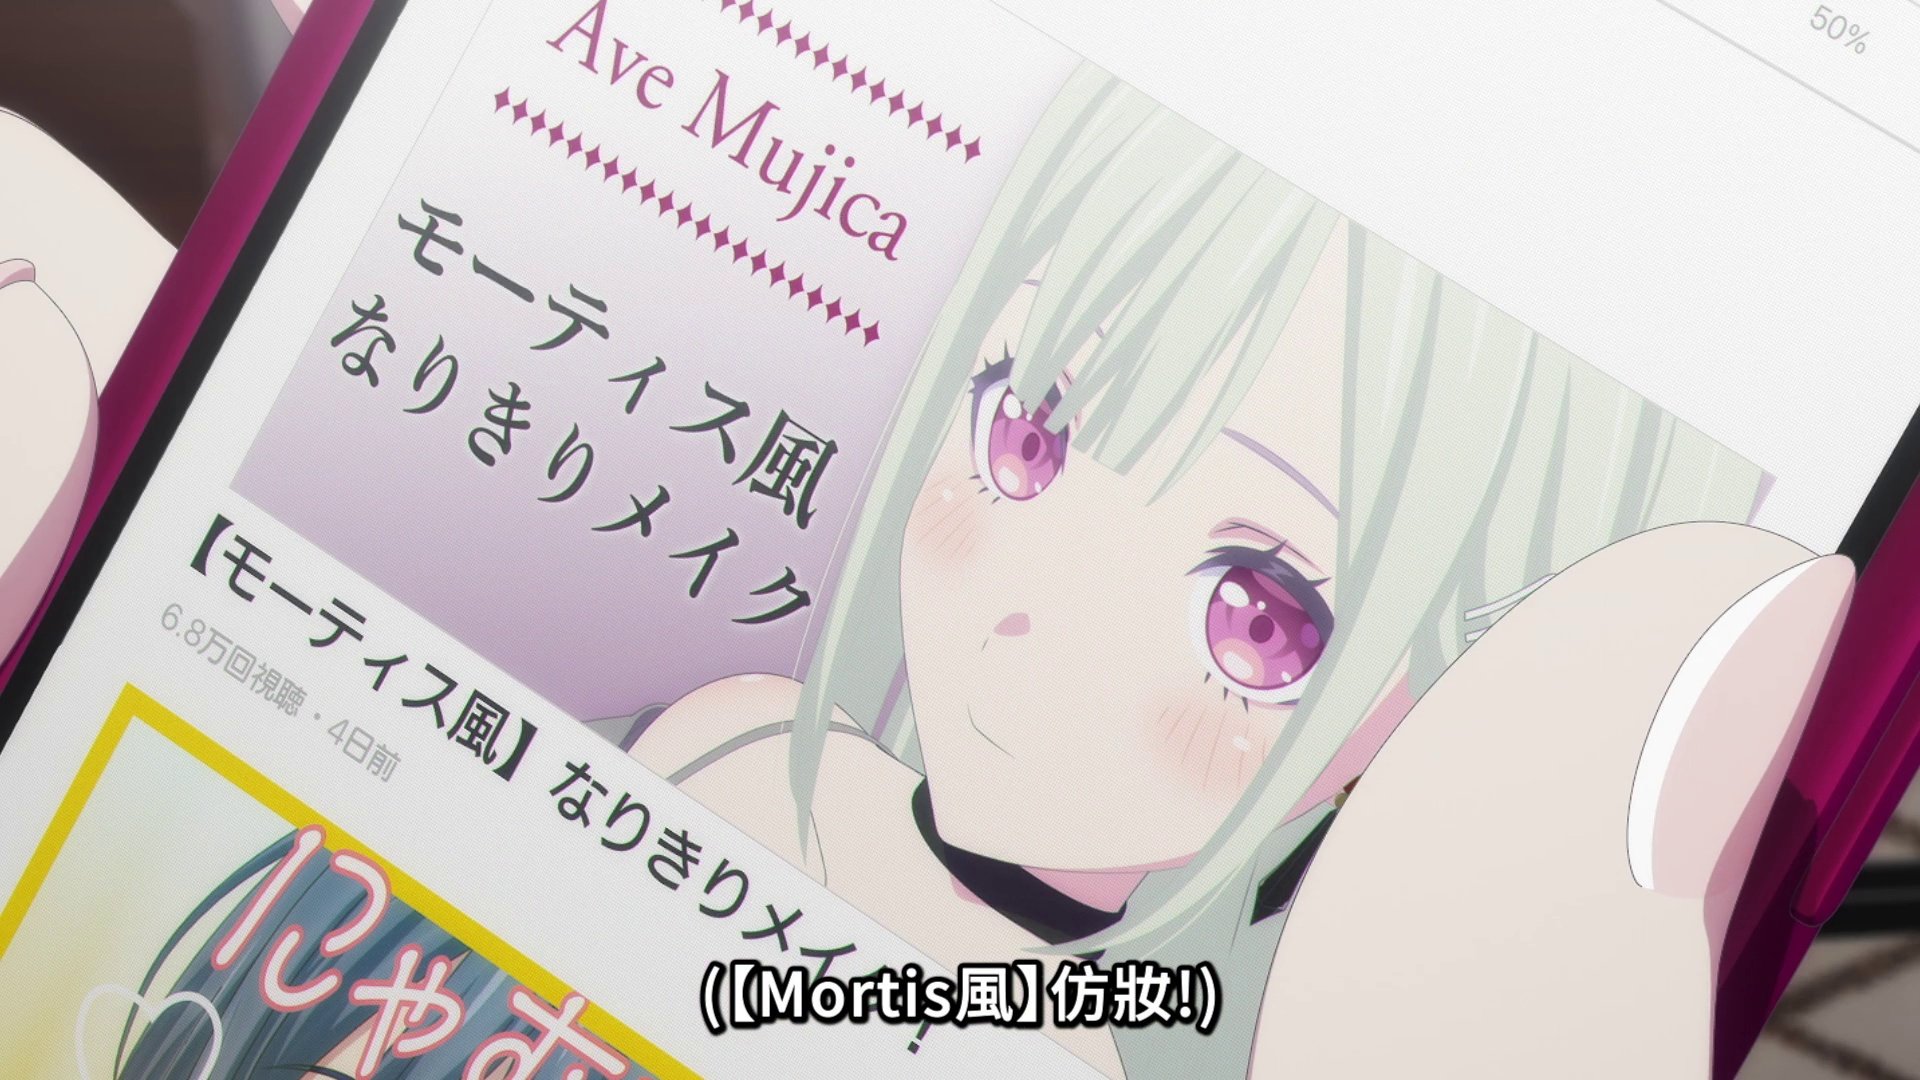 50%
Ave Mujica
モーティス風
なりきりメイク
【モーティス風】なりきりメイク!
6.8万回視聴・4日前
にゃむ
(【Mortis風】仿妝!)